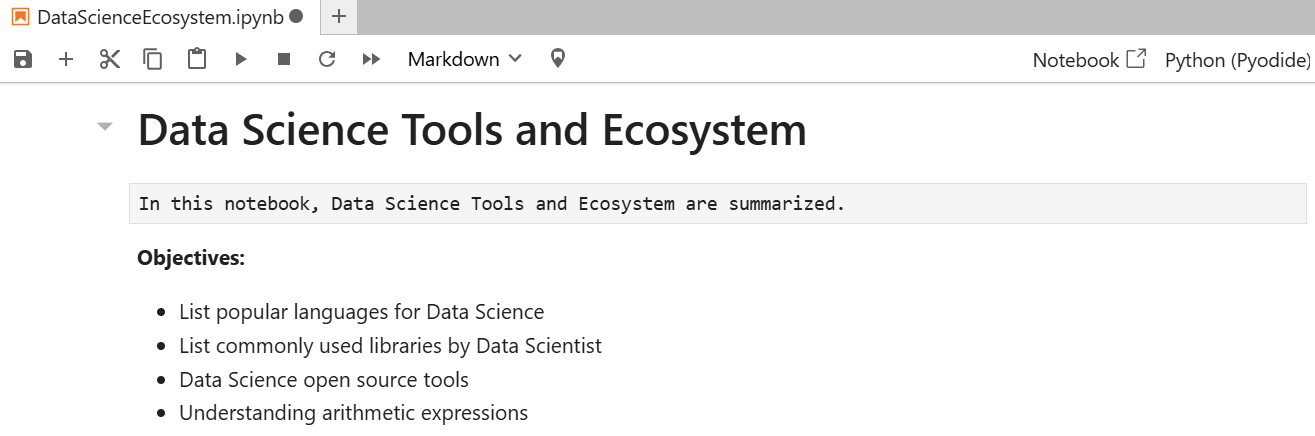 DataScienceEcosystem.ipynb
Markdown
Notebook
Python (Pyodide)
Data Science Tools and Ecosystem
In this notebook, Data Science Tools and Ecosystem are summarized.
Objectives:
List popular languages for Data Science
List commonly used libraries by Data Scientist
Data Science open source tools
Understanding arithmetic expressions